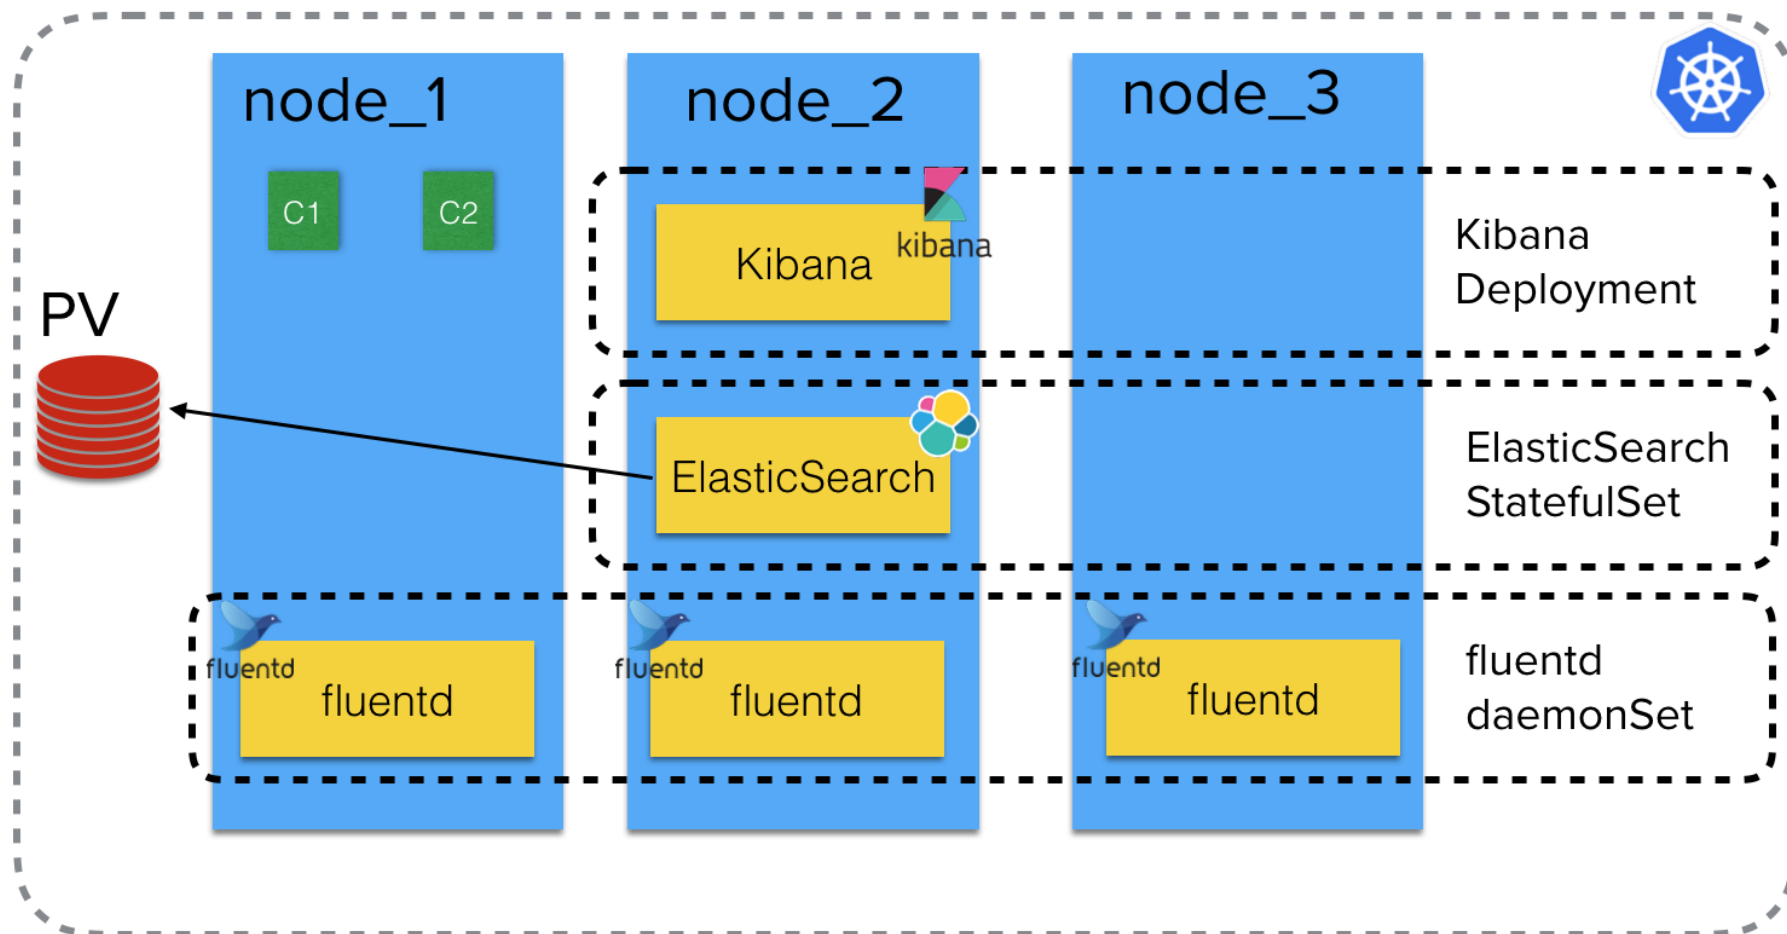 node_1
node_2
node_3
C1
C2
Kibana
kibana
Kibana
Deployment
PV
ElasticSearch
ElasticSearch
StatefulSet
fluentd
fluentd
fluentd
fluentd
fluentd
fluentd
fluentd
daemonSet